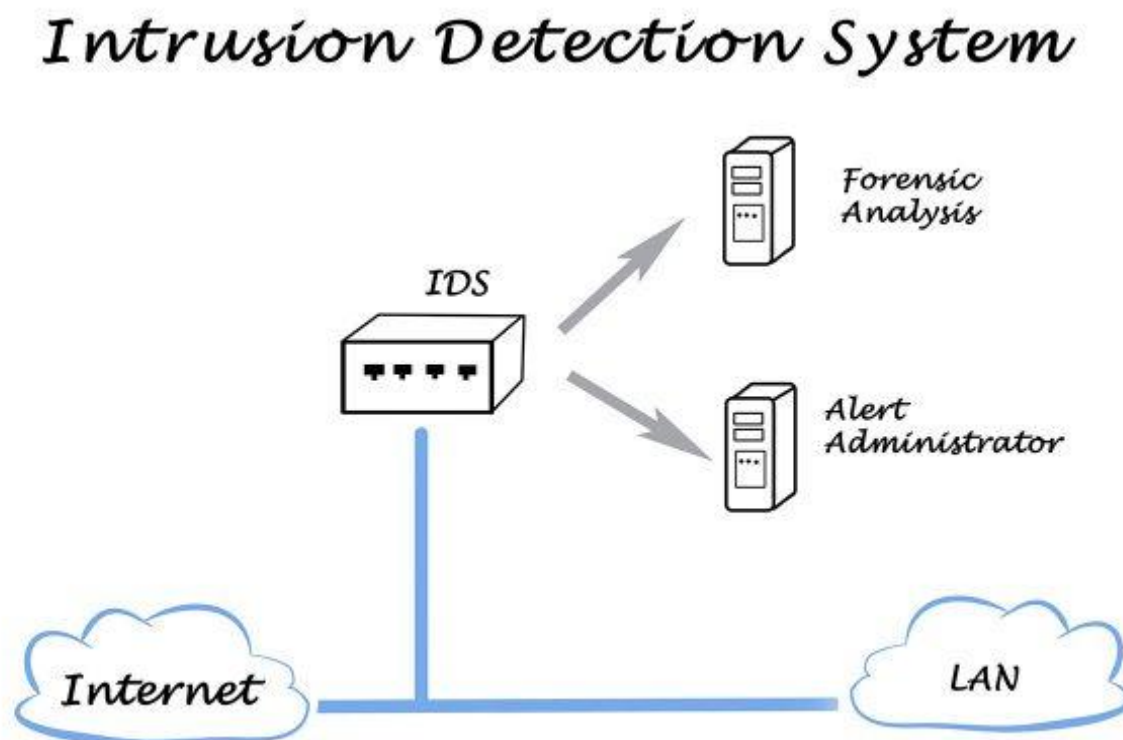 Intrusion Detection System
Forensic
Analysis
IDS
Alert
Administrator
Internet
LAN